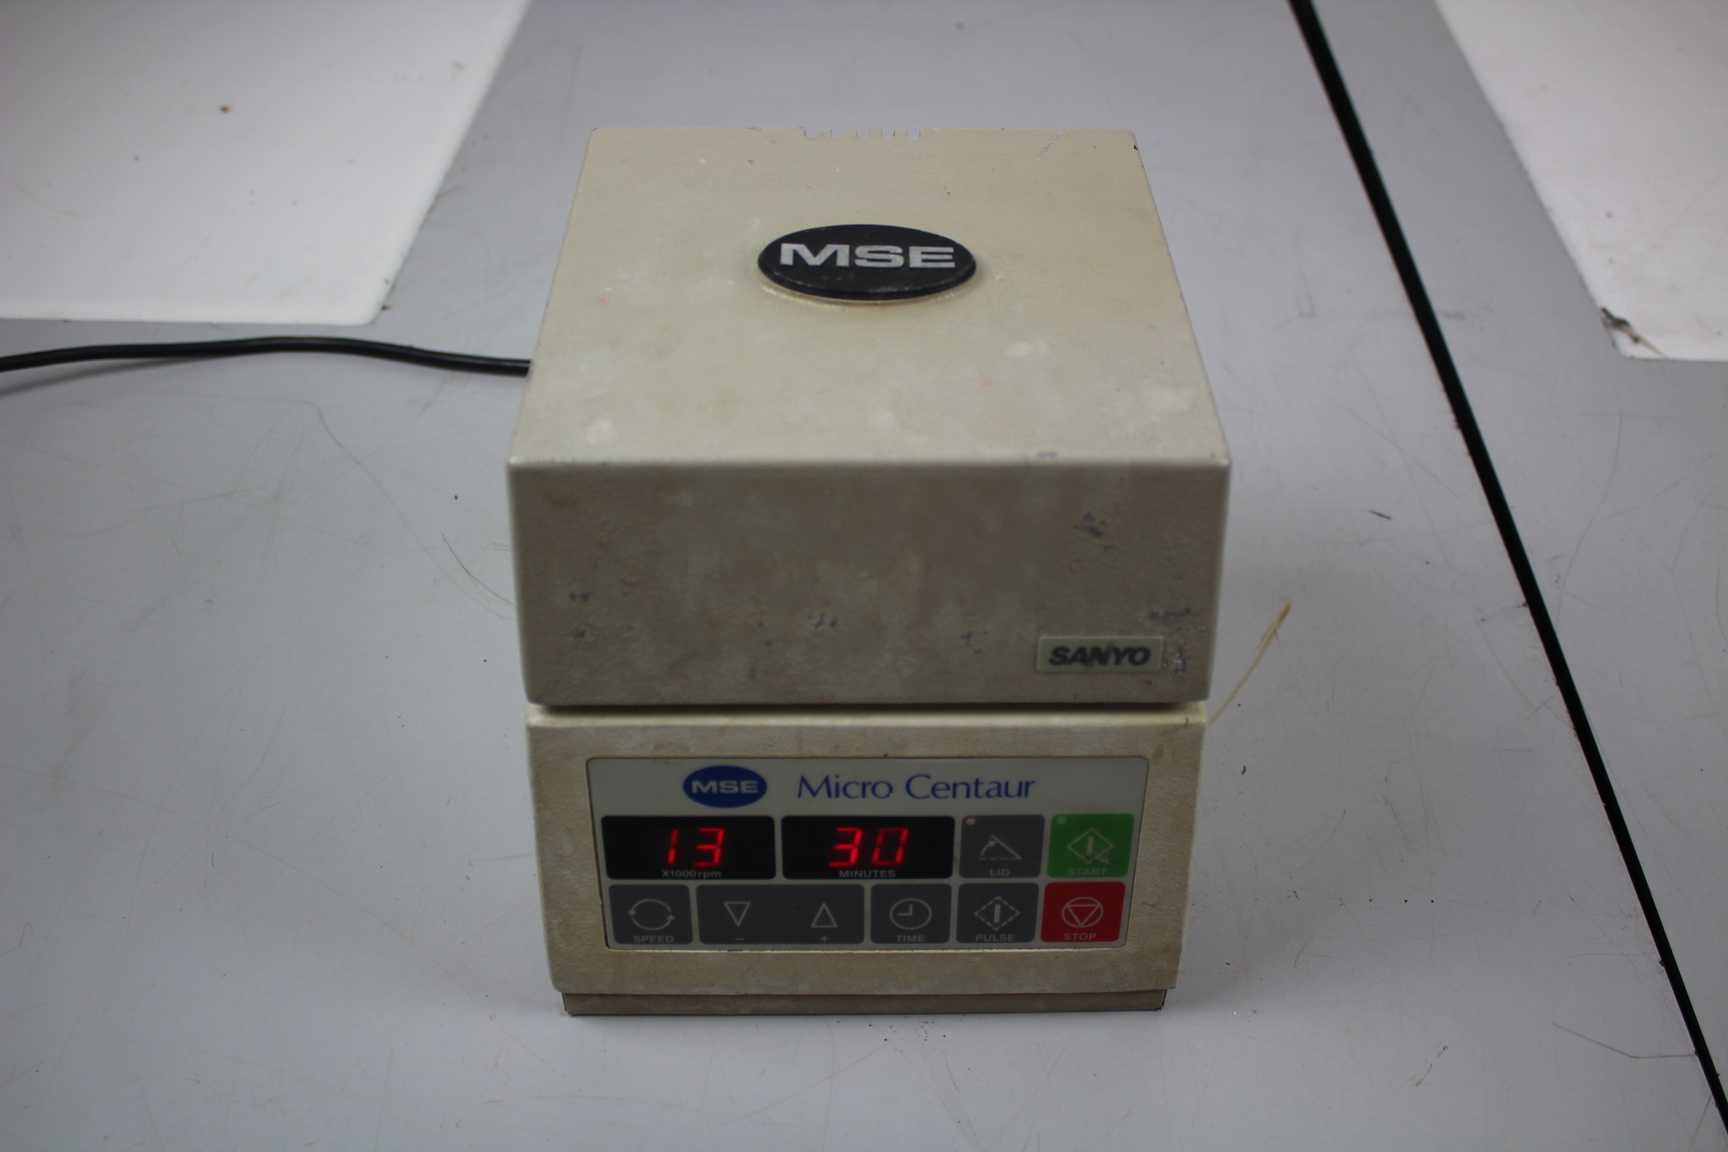 MSE
SANYO
MSE Micro Centaur
13 30
X1000rpm MINUTES LID START
SPEED - + TIME PULSE STOP